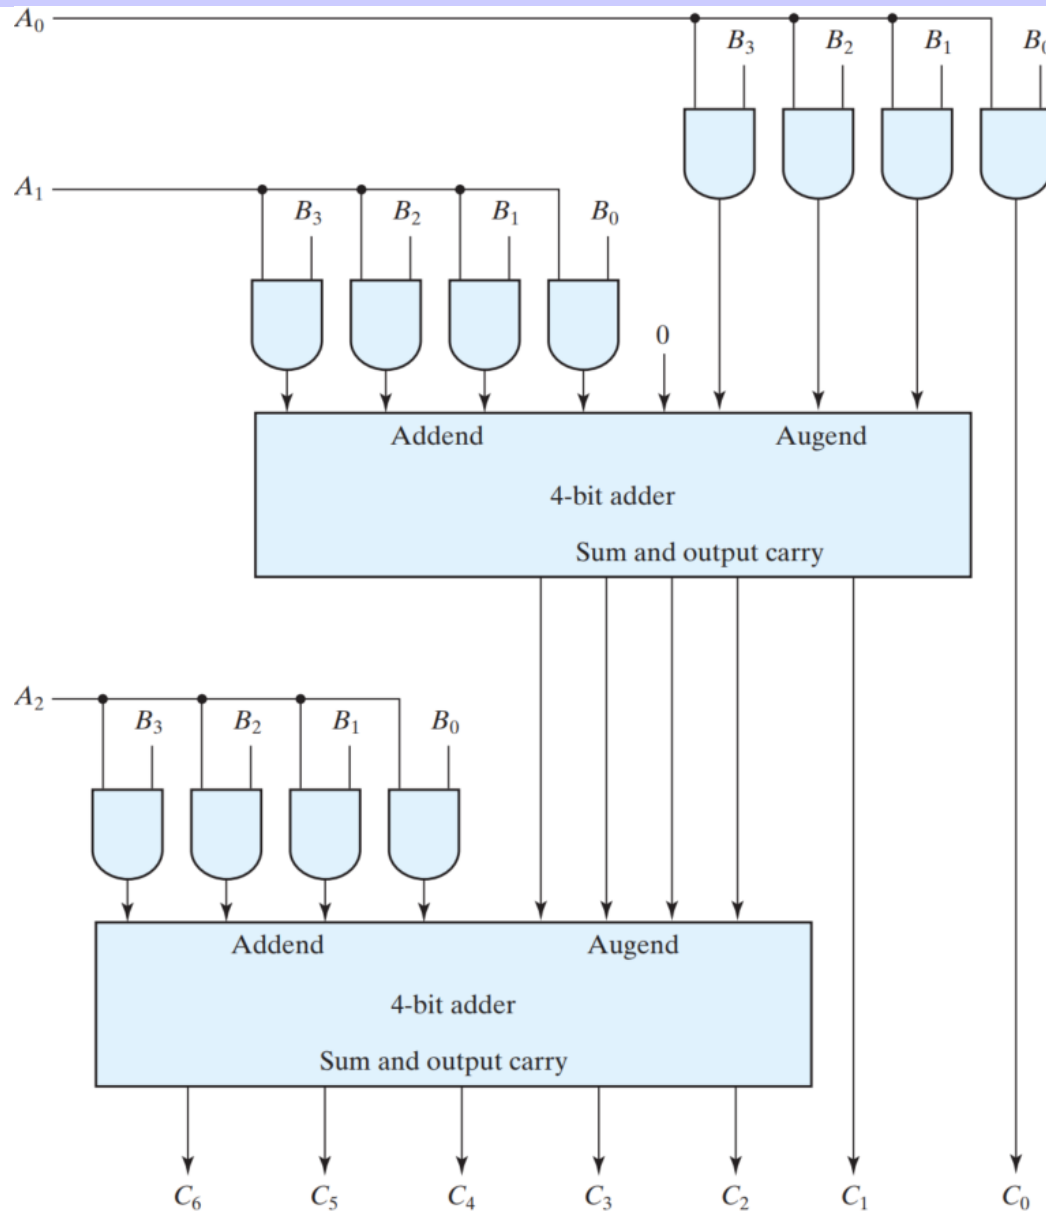 A₀
B₃ B₂ B₁ B₀
A₁
B₃ B₂ B₁ B₀
0
Addend Augend
4-bit adder
Sum and output carry
A₂
B₃ B₂ B₁ B₀
Addend Augend
4-bit adder
Sum and output carry
C₆ C₅ C₄ C₃ C₂ C₁ C₀